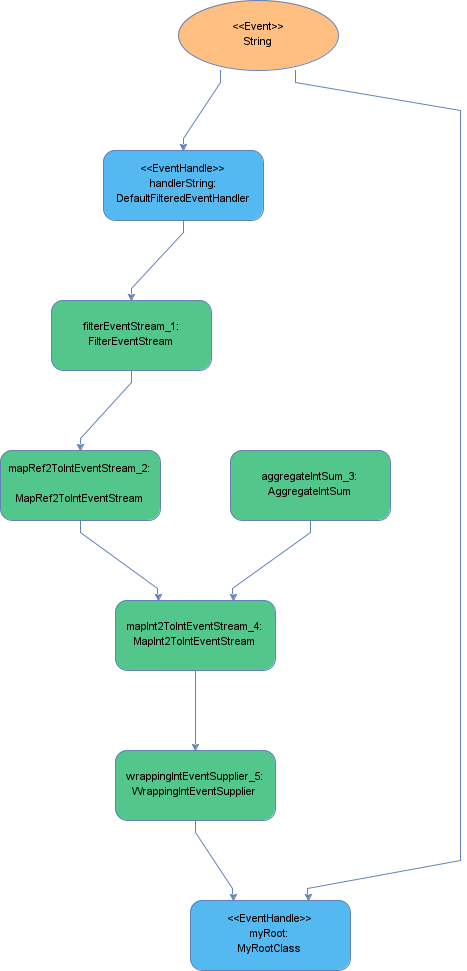 <<Event>>
String
<<EventHandle>>
handlerString:
DefaultFilteredEventHandler
filterEventStream_1:
FilterEventStream
mapRef2ToIntEventStream_2:
MapRef2ToIntEventStream
aggregateIntSum_3:
AggregateIntSum
mapInt2ToIntEventStream_4:
MapInt2ToIntEventStream
wrappingIntEventSupplier_5:
WrappingIntEventSupplier
<<EventHandle>>
myRoot:
MyRootClass